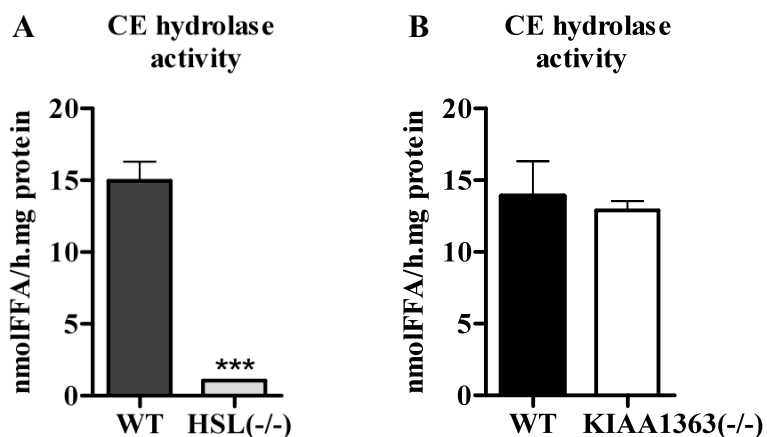 A
CE hydrolase
activity
nmolFFA/h.mg protein
20
15
10
5
0
***
WT
HSL(-/-)
B
CE hydrolase
activity
nmolFFA/h.mg protein
20
15
10
5
0
WT
KIAA1363(-/-)